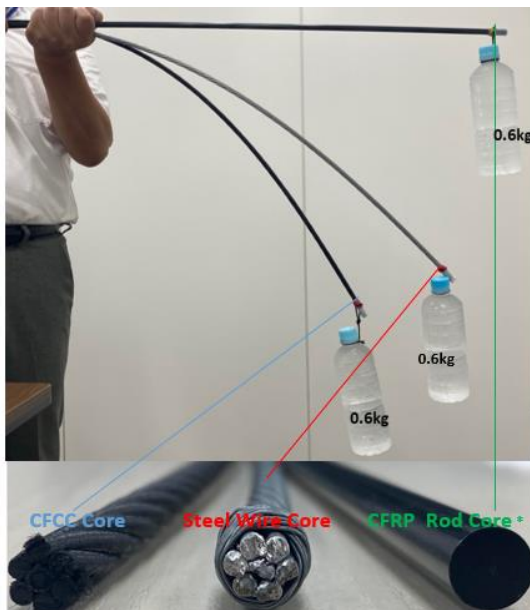 0.6kg
0.6kg
0.6kg
CFCC Core
Steel Wire Core
CFRP Rod Core *